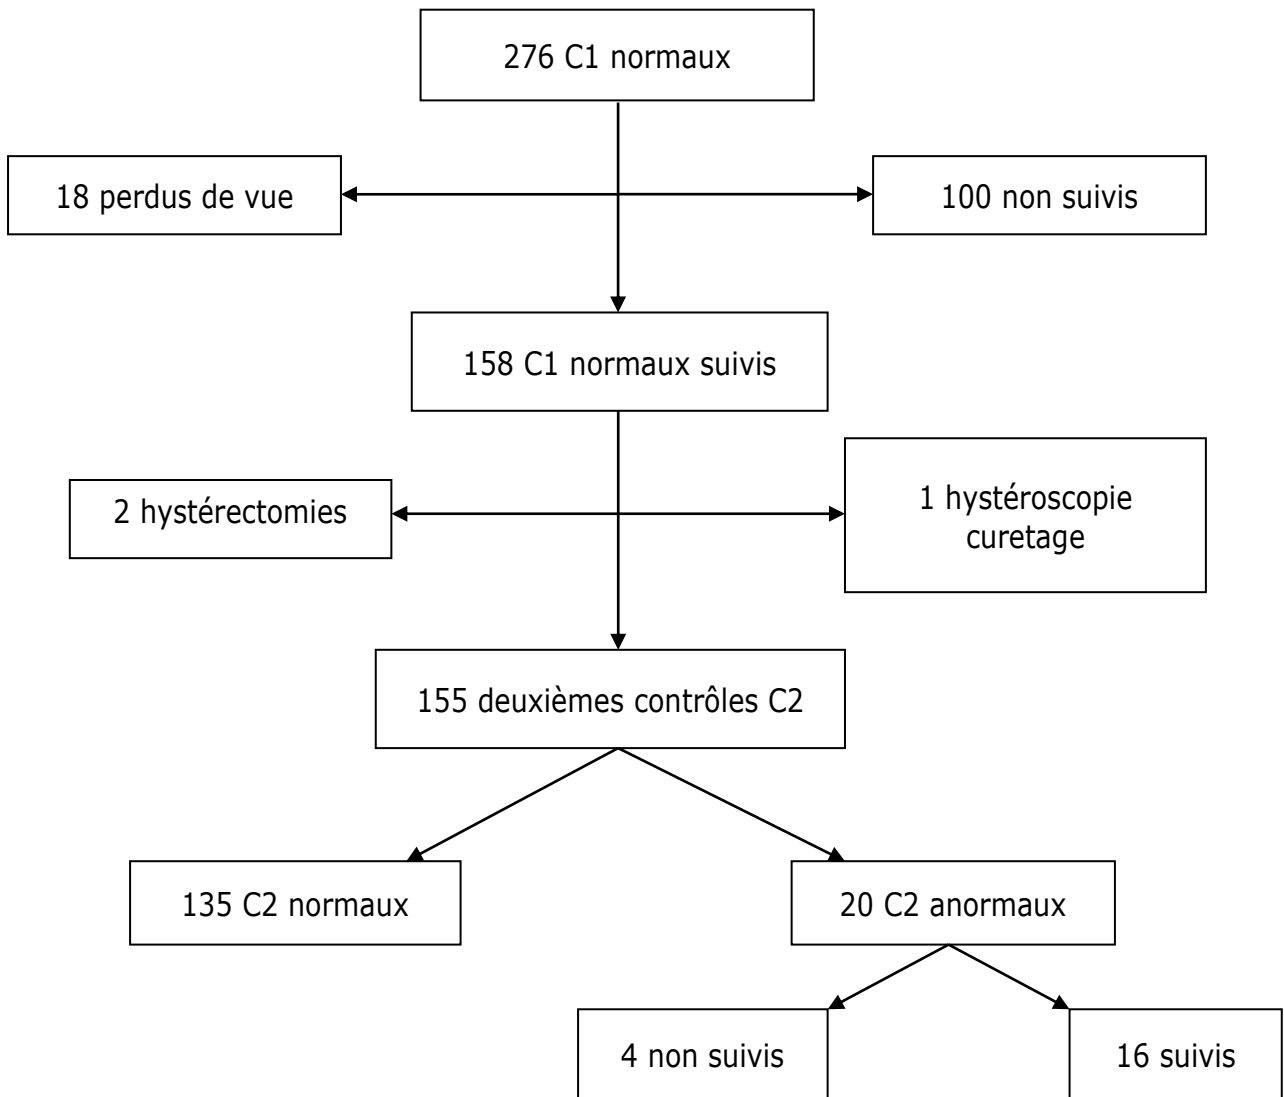 276 C1 normaux
18 perdus de vue
100 non suivis
158 C1 normaux suivis
2 hystérectomies
1 hystéroscopie
curetage
155 deuxièmes contrôles C2
135 C2 normaux
20 C2 anormaux
4 non suivis
16 suivis